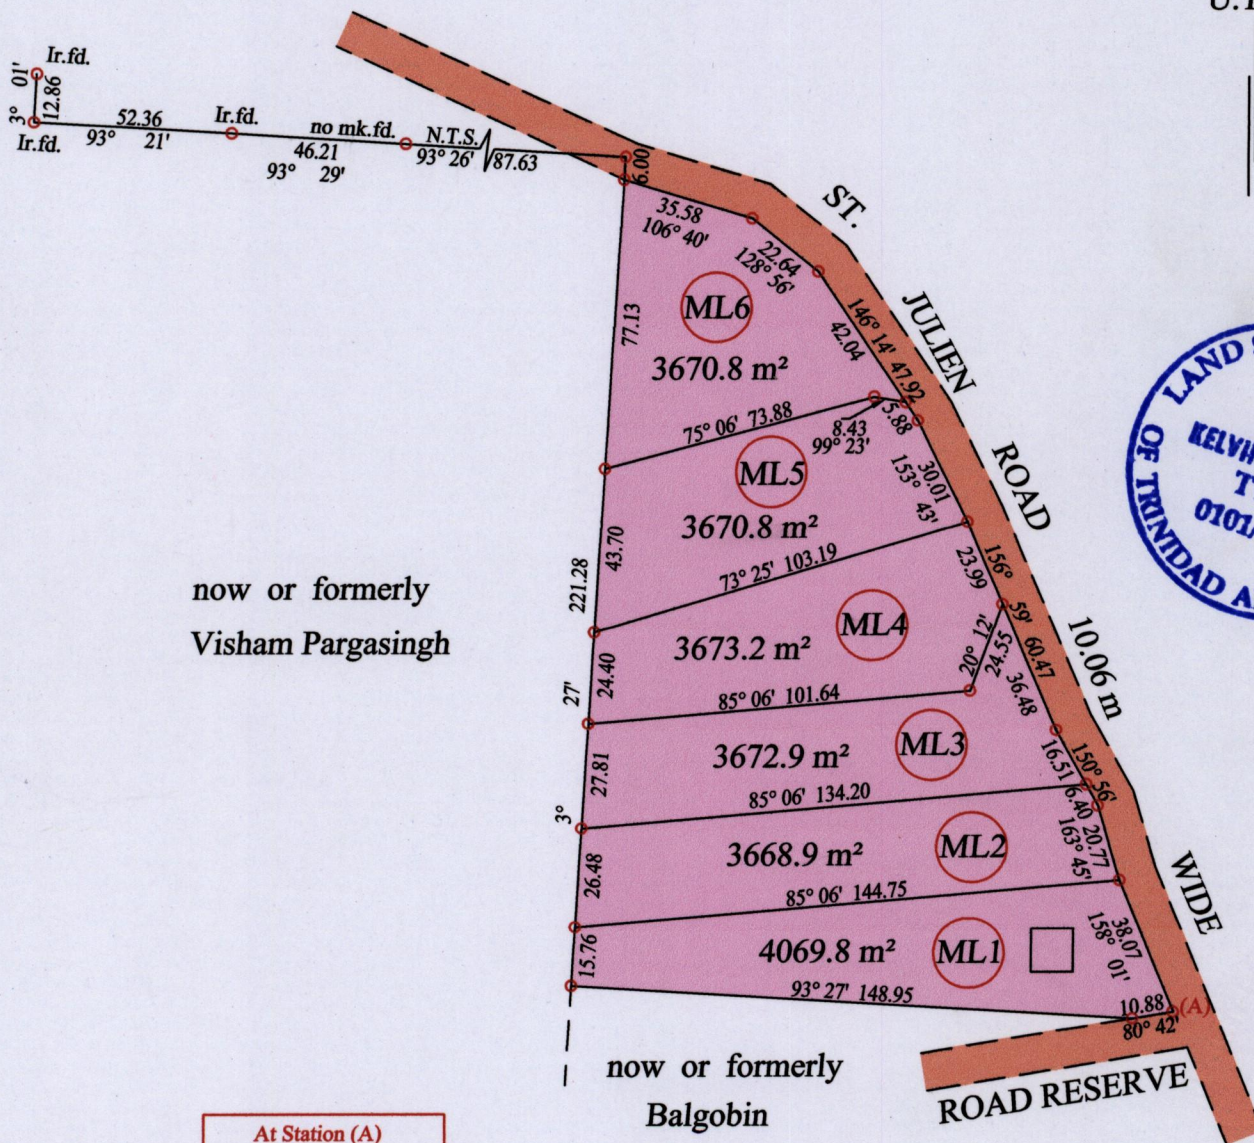 Ir.fd.
3° 01'
12.86
Ir.fd.
52.36
93° 21'
Ir.fd.
46.21
93° 29'
no mk.fd.
N.T.S.
93° 26'
87.63
6.00
35.58
106° 40'
22.64
128° 56'
ST. JULIEN ROAD
10.06 m WIDE
ML6
3670.8 m²
77.13
146° 14' 47.92
42.04
5.88
75° 06' 73.88
8.43
99° 23'
ML5
3670.8 m²
43.70
30.01
153° 43'
73° 25' 103.19
3° 27' 221.28
now or formerly
Visham Pargasingh
ML4
3673.2 m²
24.40
23.99
156° 59' 60.47
20° 12'
24.55
36.48
85° 06' 101.64
ML3
3672.9 m²
27.81
16.51
150° 56'
6.40
85° 06' 134.20
ML2
3668.9 m²
26.48
20.77
163° 45'
85° 06' 144.75
ML1
4069.8 m²
15.76
38.07
158° 01'
93° 27' 148.95
10.88
80° 42'
(A)
now or formerly
Balgobin
ROAD RESERVE
At Station (A)
LAND
OF TRINIDAD